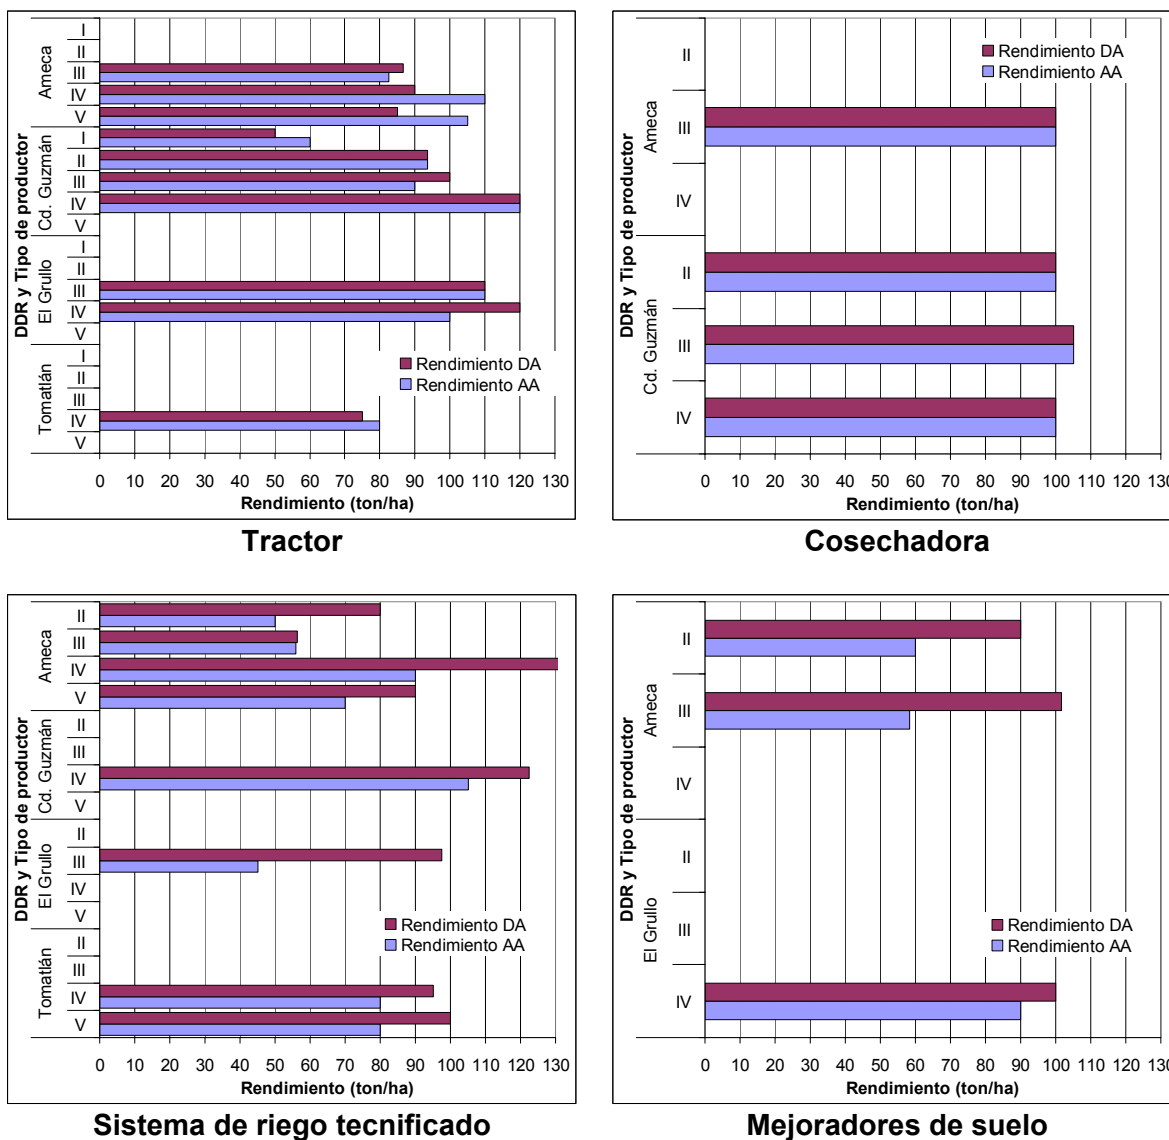 DDR y Tipo de productor
Ameca
I
II
III
IV
V
Cd. Guzmán
I
II
III
IV
V
El Grullo
I
II
III
IV
V
Tomatlán
I
II
III
IV
V
Rendimiento DA
Rendimiento AA
0 10 20 30 40 50 60 70 80 90 100 110 120 130
Rendimiento (ton/ha)
Tractor
DDR y Tipo de productor
Ameca
II
III
IV
Cd. Guzmán
II
III
IV
Rendimiento DA
Rendimiento AA
0 10 20 30 40 50 60 70 80 90 100 110 120 130
Rendimiento (ton/ha)
Cosechadora
DDR y Tipo de productor
Ameca
II
III
IV
V
Cd. Guzmán
II
III
IV
V
El Grullo
II
III
IV
V
Tomatlán
II
III
IV
V
Rendimiento DA
Rendimiento AA
0 10 20 30 40 50 60 70 80 90 100 110 120 130
Rendimiento (ton/ha)
Sistema de riego tecnificado
DDR y Tipo de productor
Ameca
II
III
IV
El Grullo
II
III
IV
Rendimiento DA
Rendimiento AA
0 10 20 30 40 50 60 70 80 90 100 110 120 130
Rendimiento (ton/ha)
Mejoradores de suelo